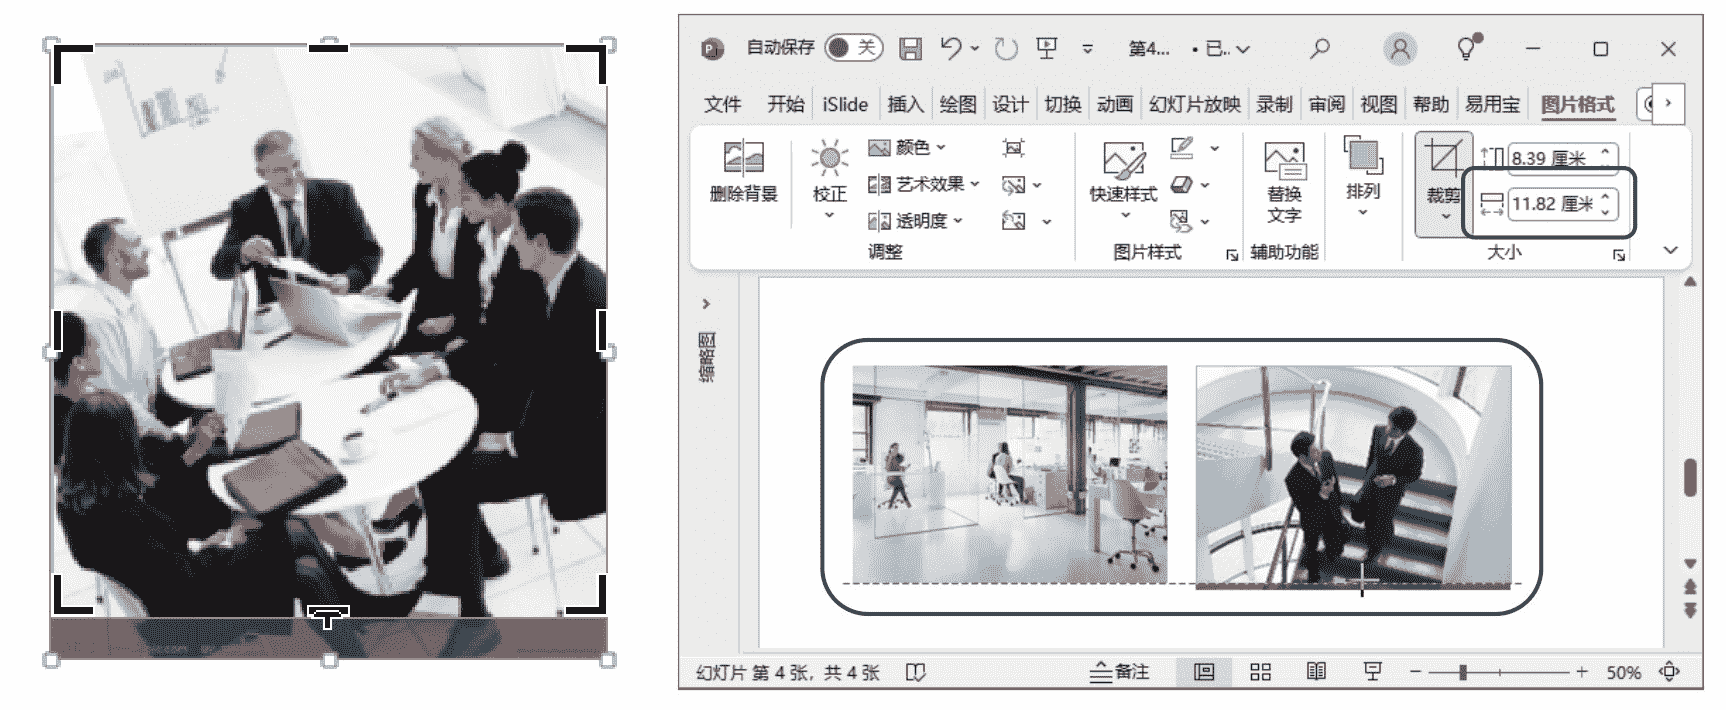 自动保存 关 第4... • 已..
文件 开始 iSlide 插入 绘图 设计 切换 动画 幻灯片放映 录制 审阅 视图 帮助 易用宝 图片格式
删除背景
校正
颜色
艺术效果
透明度
调整
快速样式
图片样式
替换
文字
辅助功能
排列
裁剪
8.39 厘米
11.82 厘米
大小
缩略图
幻灯片 第 4 张，共 4 张 备注 50%